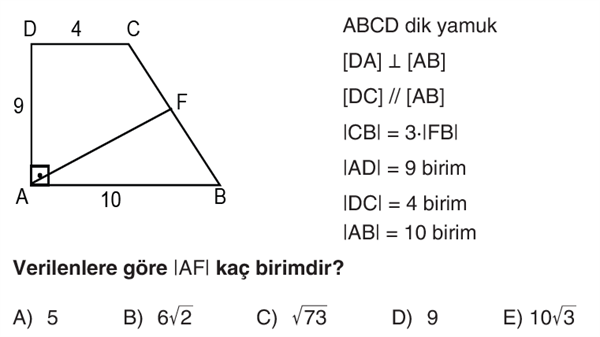 D 4 C
9
F
A
10
B
ABCD dik yamuk
[DA] ⊥ [AB]
[DC] // [AB]
|CB| = 3·|FB|
|AD| = 9 birim
|DC| = 4 birim
|AB| = 10 birim
Verilenlere göre |AF| kaç birimdir?
A) 5 B) 6√2 C) √73 D) 9 E) 10√3